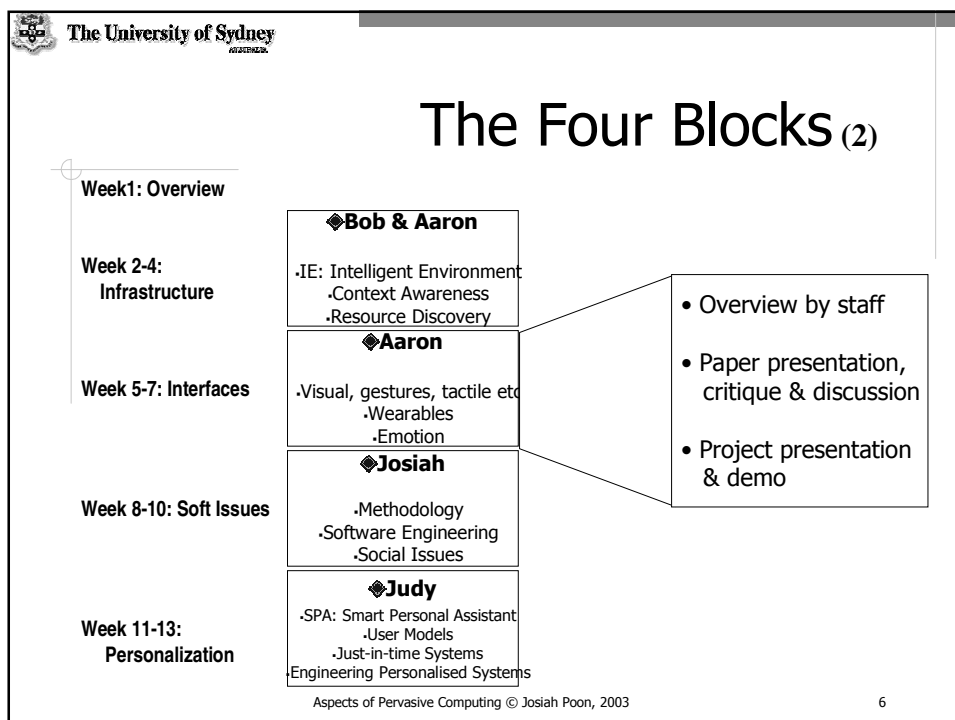 The University of Sydney
AUSTRALIA
The Four Blocks (2)
Week1: Overview
Week 2-4:
Infrastructure
◈Bob & Aaron
▪IE: Intelligent Environment
▪Context Awareness
▪Resource Discovery
Week 5-7: Interfaces
◈Aaron
▪Visual, gestures, tactile etc
▪Wearables
▪Emotion
• Overview by staff
• Paper presentation,
critique & discussion
• Project presentation
& demo
Week 8-10: Soft Issues
◈Josiah
▪Methodology
▪Software Engineering
▪Social Issues
Week 11-13:
Personalization
◈Judy
▪SPA: Smart Personal Assistant
▪User Models
▪Just-in-time Systems
▪Engineering Personalised Systems
Aspects of Pervasive Computing © Josiah Poon, 2003
6